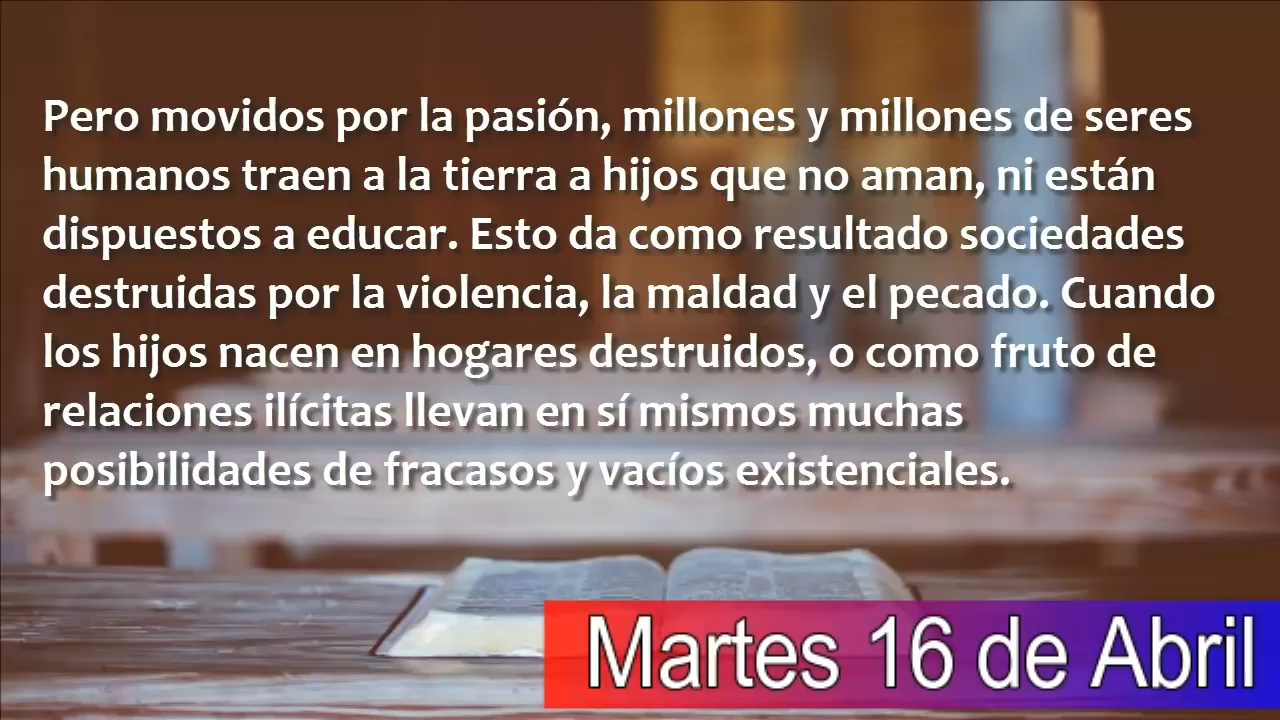 Pero movidos por la pasión, millones y millones de seres
humanos traen a la tierra a hijos que no aman, ni están
dispuestos a educar. Esto da como resultado sociedades
destruidas por la violencia, la maldad y el pecado. Cuando
los hijos nacen en hogares destruidos, o como fruto de
relaciones ilícitas llevan en sí mismos muchas
posibilidades de fracasos y vacíos existenciales.
Martes 16 de Abril